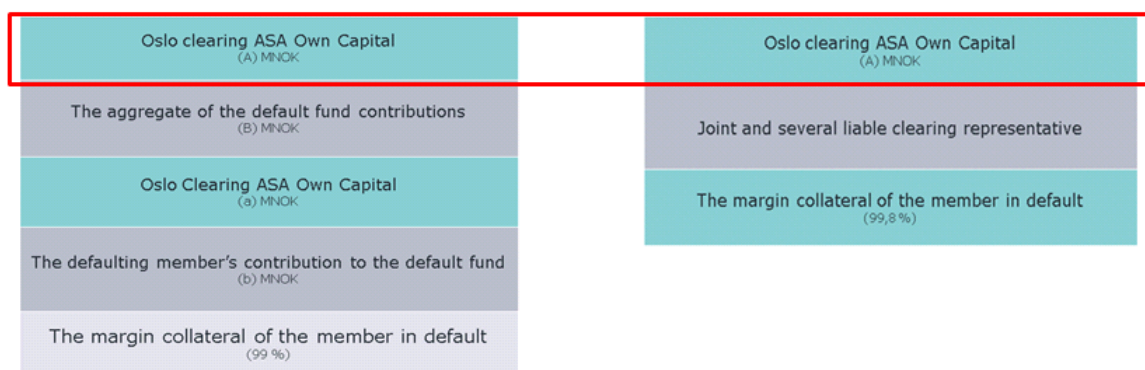 Oslo clearing ASA Own Capital
(A) MNOK
The aggregate of the default fund contributions
(B) MNOK
Oslo Clearing ASA Own Capital
(a) MNOK
The defaulting member's contribution to the default fund
(b) MNOK
The margin collateral of the member in default
(99 %)
Oslo clearing ASA Own Capital
(A) MNOK
Joint and several liable clearing representative
The margin collateral of the member in default
(99,8 %)